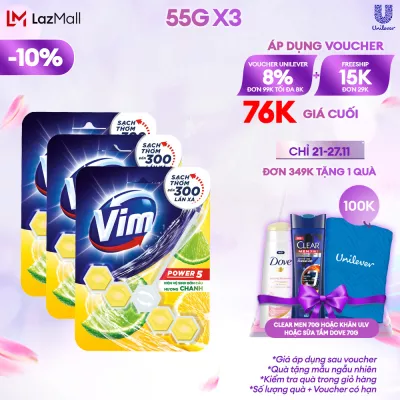 LM LazMall
55G X3
Unilever
-10%
ÁP DỤNG VOUCHER
VOUCHER UNILEVER
8%
ĐƠN 99K TỐI ĐA 8K
+
FREESHIP
15K
ĐƠN 29K
76K GIÁ CUỐI
CHỈ 21-27.11
ĐƠN 349K TẶNG 1 QUÀ
100K
SẠCH
THƠM
ĐẾN 300
LẦN XẢ
Vim
POWER 5
HƯƠNG CHANH
Dove
CLEAR
MEN
Unilever
CLEAR MEN 70G HOẶC KHĂN ULV
HOẶC SỮA TẮM DOVE 70G
*Giá áp dụng sau voucher
*Quà tặng mẫu ngẫu nhiên
*Kiểm tra quà trong giỏ hàng
*Số lượng quà + Voucher có hạn